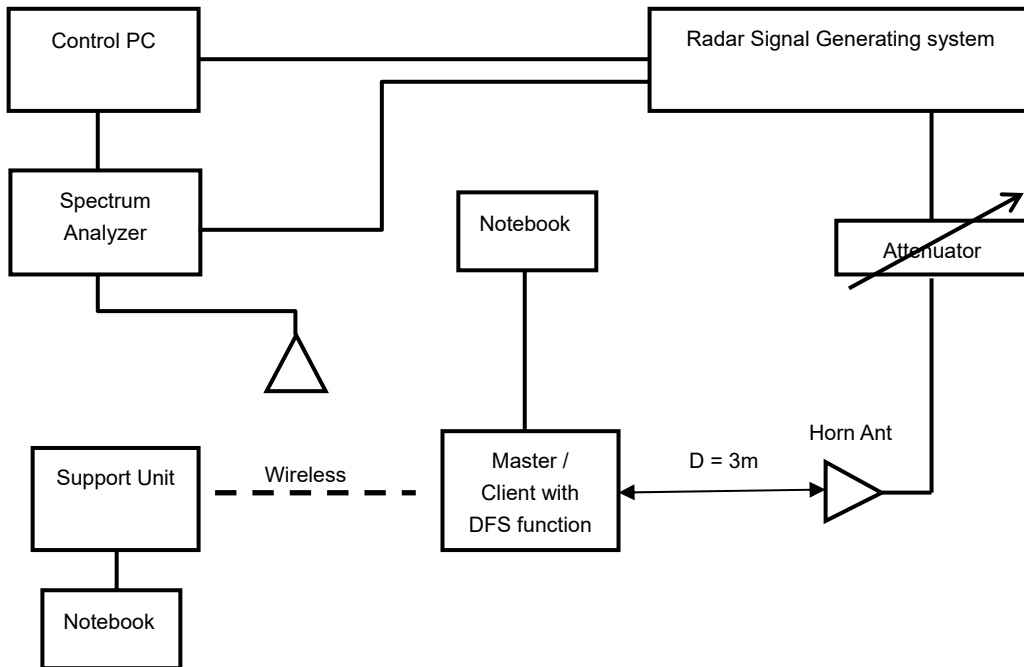 Control PC
Radar Signal Generating system
Spectrum
Analyzer
Notebook
Attenuator
Horn Ant
Support Unit
Wireless
Master /
Client with
DFS function
D = 3m
Notebook